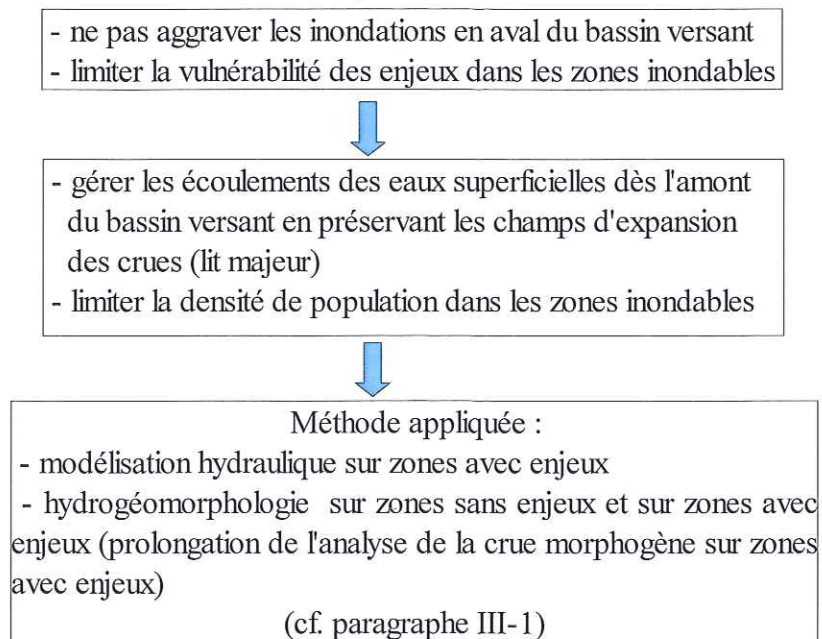 - ne pas aggraver les inondations en aval du bassin versant
- limiter la vulnérabilité des enjeux dans les zones inondables
- gérer les écoulements des eaux superficielles dès l'amont
du bassin versant en préservant les champs d'expansion
des crues (lit majeur)
- limiter la densité de population dans les zones inondables
Méthode appliquée :
- modélisation hydraulique sur zones avec enjeux
- hydrogéomorphologie sur zones sans enjeux et sur zones avec
enjeux (prolongation de l'analyse de la crue morphogène sur zones
avec enjeux)
(cf. paragraphe III-1)